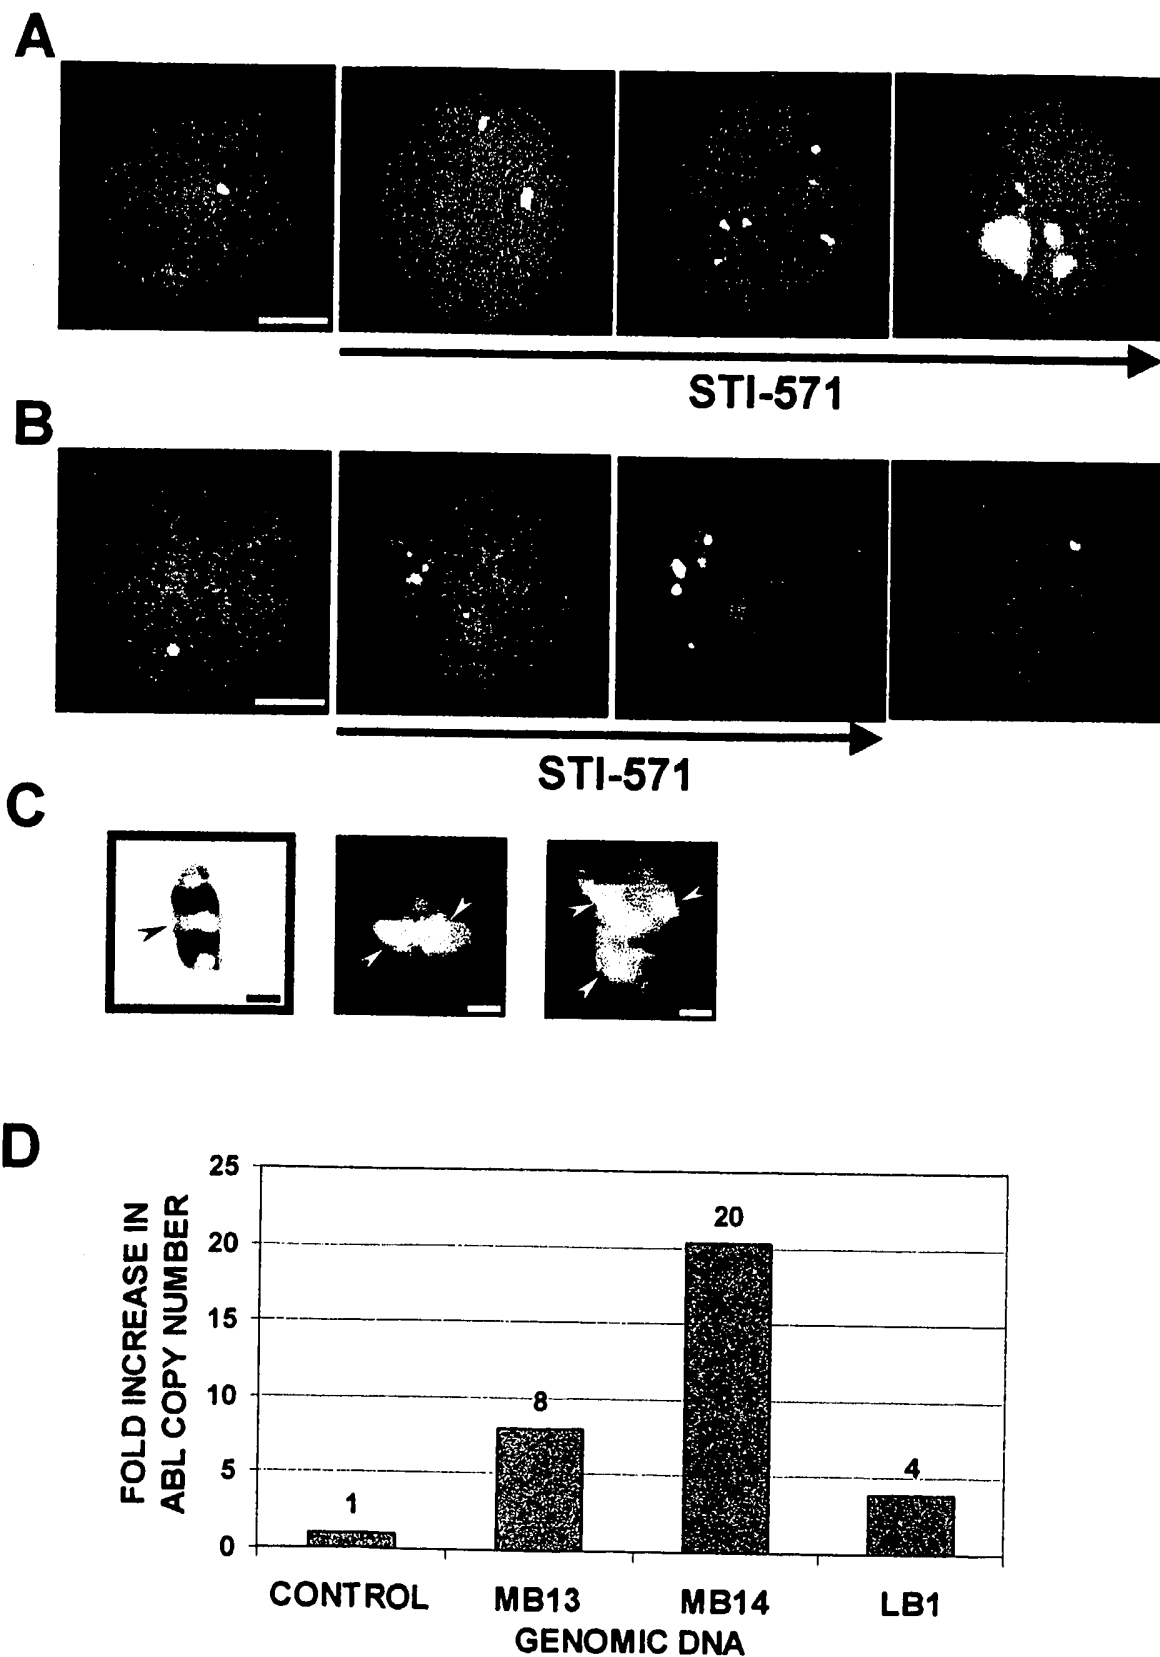 A
STI-571
B
STI-571
C
D
FOLD INCREASE IN
ABL COPY NUMBER
25
20
15
10
5
0
1
8
20
4
CONTROL MB13 MB14 LB1
GENOMIC DNA